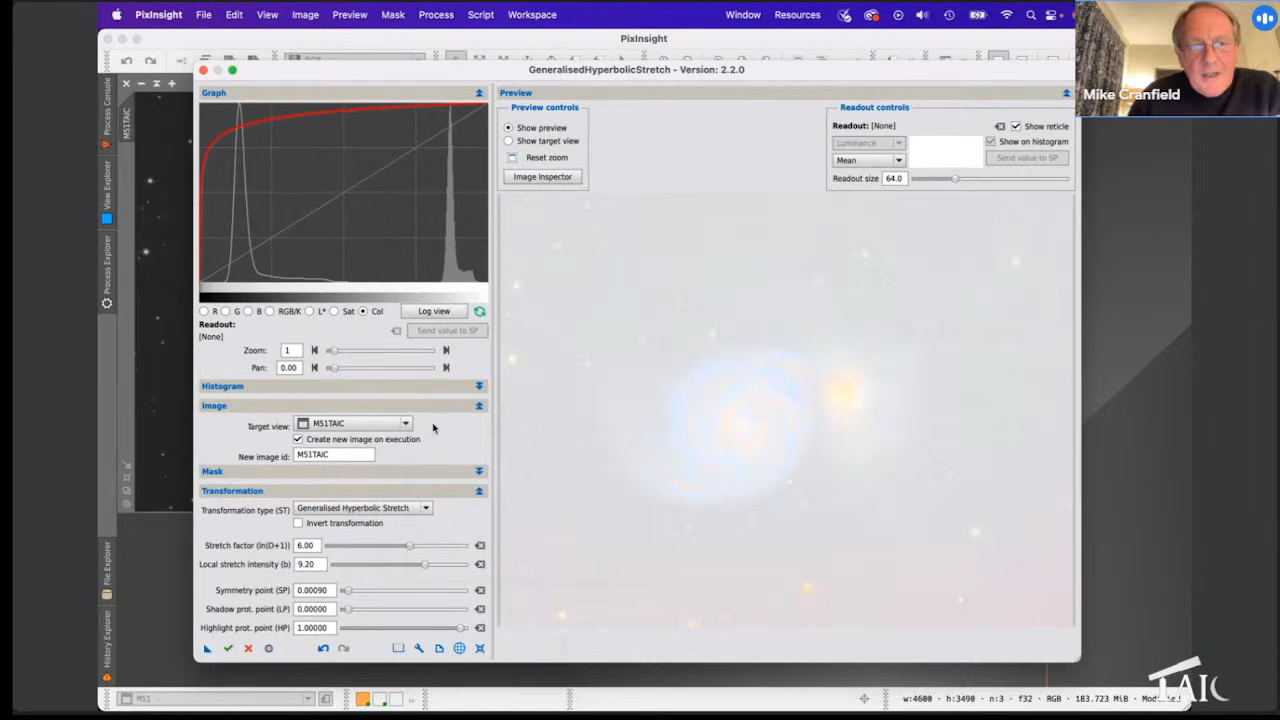 PixInsight File Edit View Image Preview Mask Process Script Workspace Window Resources
PixInsight
Mike Cranfield
GeneralisedHyperbolicStretch - Version: 2.2.0
Process Console
View Explorer
Process Explorer
File Explorer
History Explorer
M51TAIC
Graph
R G B RGB/K L* Sat Col Log view
Readout:
[None] Send value to SP
Zoom: 1
Pan: 0.00
Histogram
Image
Target view: M51TAIC
Create new image on execution
New image id: M51TAIC
Mask
Transformation
Transformation type (ST) Generalised Hyperbolic Stretch
Invert transformation
Stretch factor (ln(D+1)) 6.00
Local stretch intensity (b) 9.20
Symmetry point (SP) 0.00090
Shadow prot. point (LP) 0.00000
Highlight prot. point (HP) 1.00000
Preview
Preview controls
Show preview
Show target view
Reset zoom
Image Inspector
Readout controls
Readout: [None] Show reticle
Luminance Show on histogram
Mean Send value to SP
Readout size 64.0
M51
w:4600 · h:3490 · n:3 · f32 · RGB · 183.723 MiB ·
TAIC